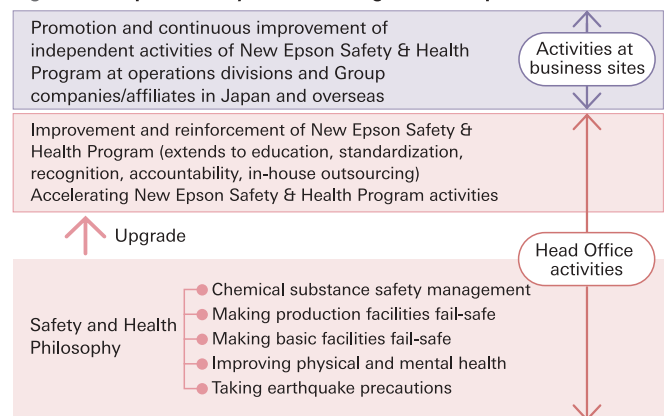 Promotion and continuous improvement of
independent activities of New Epson Safety & Health
Program at operations divisions and Group
companies/affiliates in Japan and overseas
Activities at
business sites
Improvement and reinforcement of New Epson Safety &
Health Program (extends to education, standardization,
recognition, accountability, in-house outsourcing)
Accelerating New Epson Safety & Health Program activities
Upgrade
Head Office
activities
Safety and Health
Philosophy
Chemical substance safety management
Making production facilities fail-safe
Making basic facilities fail-safe
Improving physical and mental health
Taking earthquake precautions